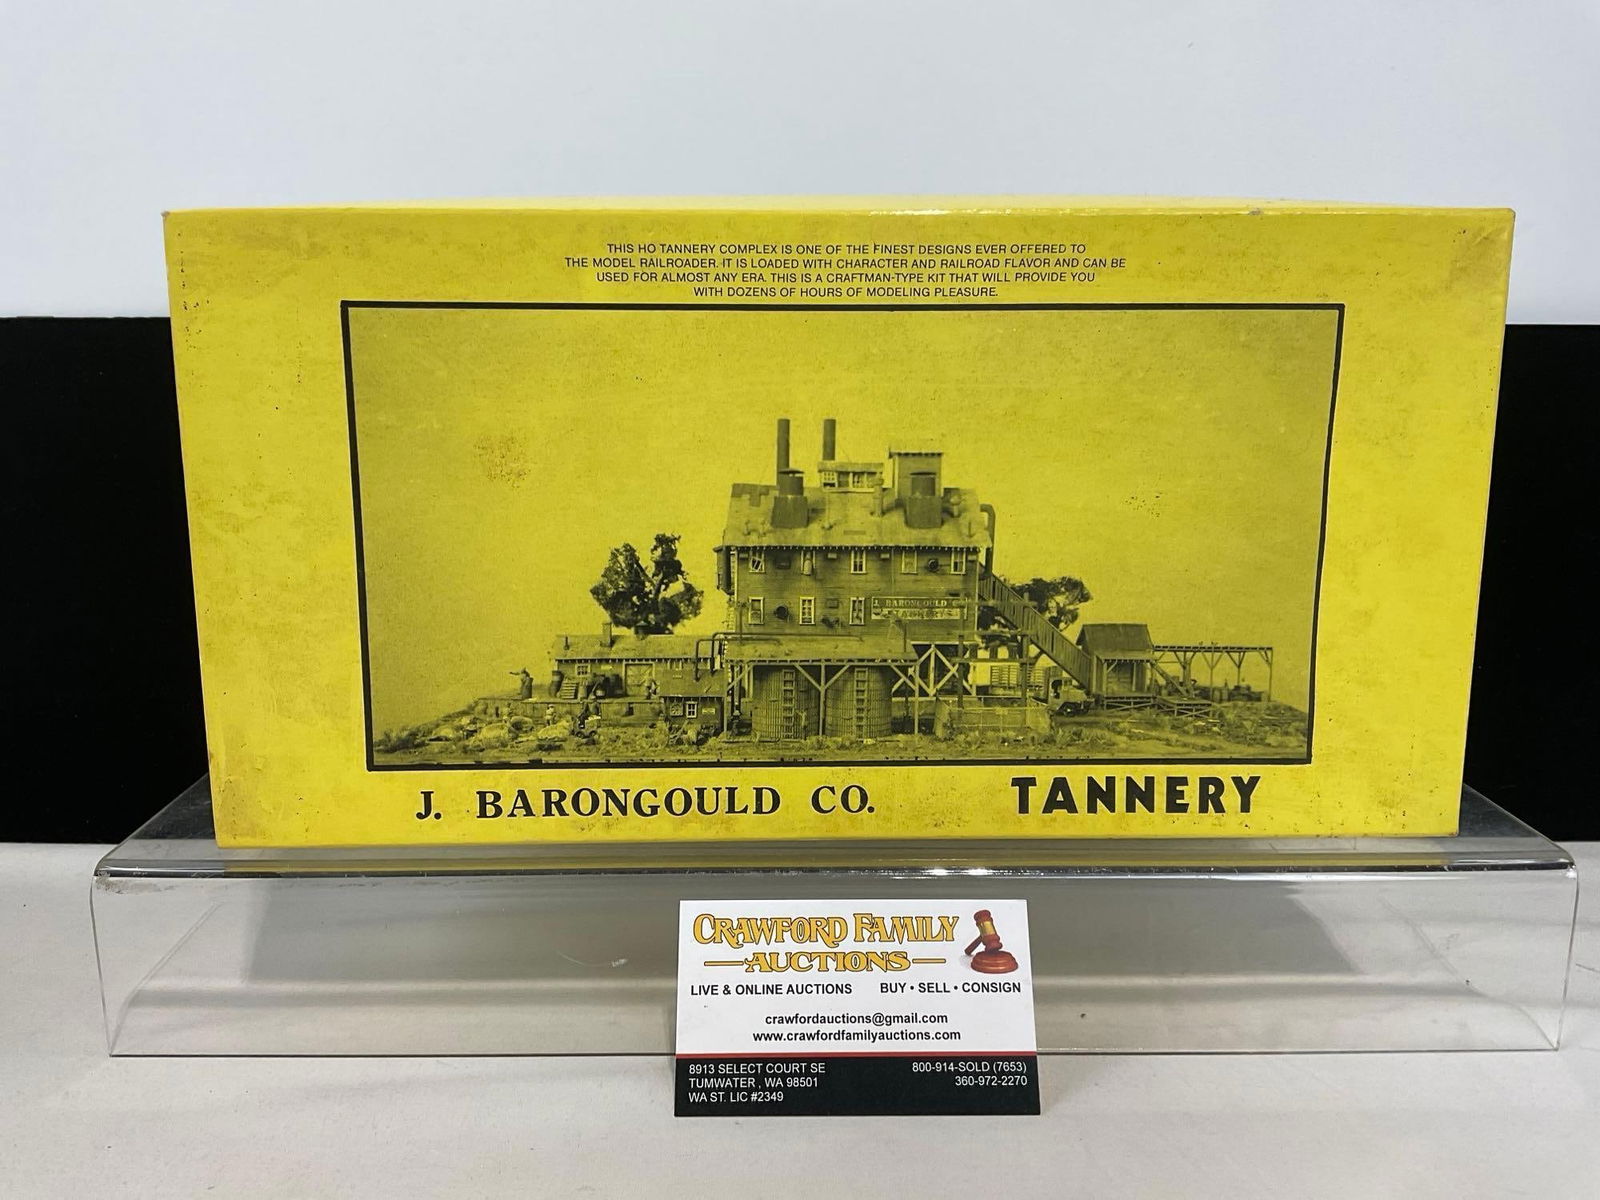 THIS HO TANNERY COMPLEX IS ONE OF THE FINEST DESIGNS EVER OFFERED TO
THE MODEL RAILROADER. IT IS LOADED WITH CHARACTER AND RAILROAD FLAVOR AND CAN BE
USED FOR ALMOST ANY ERA. THIS IS A CRAFTMAN-TYPE KIT THAT WILL PROVIDE YOU
WITH DOZENS OF HOURS OF MODELING PLEASURE.
J. BARONGOULD
J. BARONGOULD CO. TANNERY
CRAWFORD FAMILY
AUCTIONS
LIVE & ONLINE AUCTIONS BUY • SELL • CONSIGN
crawfordauctions@gmail.com
www.crawfordfamilyauctions.com
8913 SELECT COURT SE 800-914-SOLD (7653)
TUMWATER , WA 98501 360-972-2270
WA ST. LIC #2349